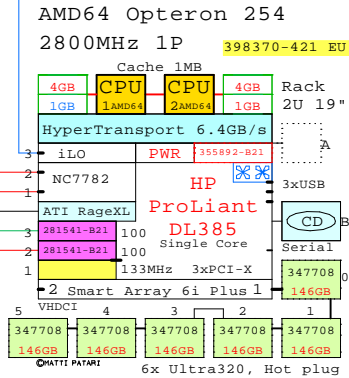 AMD64 Opteron 254
2800MHz 1P
398370-421 EU
Cache 1MB
4GB CPU CPU 4GB
1GB 1AMD64 2AMD64 1GB
Rack
2U 19"
HyperTransport 6.4GB/s
3 iLO PWR 355892-B21
A
2 NC7782
1
HP
ProLiant
DL385
Single Core
3xUSB
ATI RageXL
CD B
3 281541-B21 100
2 281541-B21 100
Serial
1 133MHz 3xPCI-X
2 Smart Array 6i Plus 1
347708 0
146GB
VHDCI
5 4 3 2 1
347708 347708 347708 347708 347708
146GB 146GB 146GB 146GB 146GB
©MATTI PATARI
6x Ultra320, Hot plug